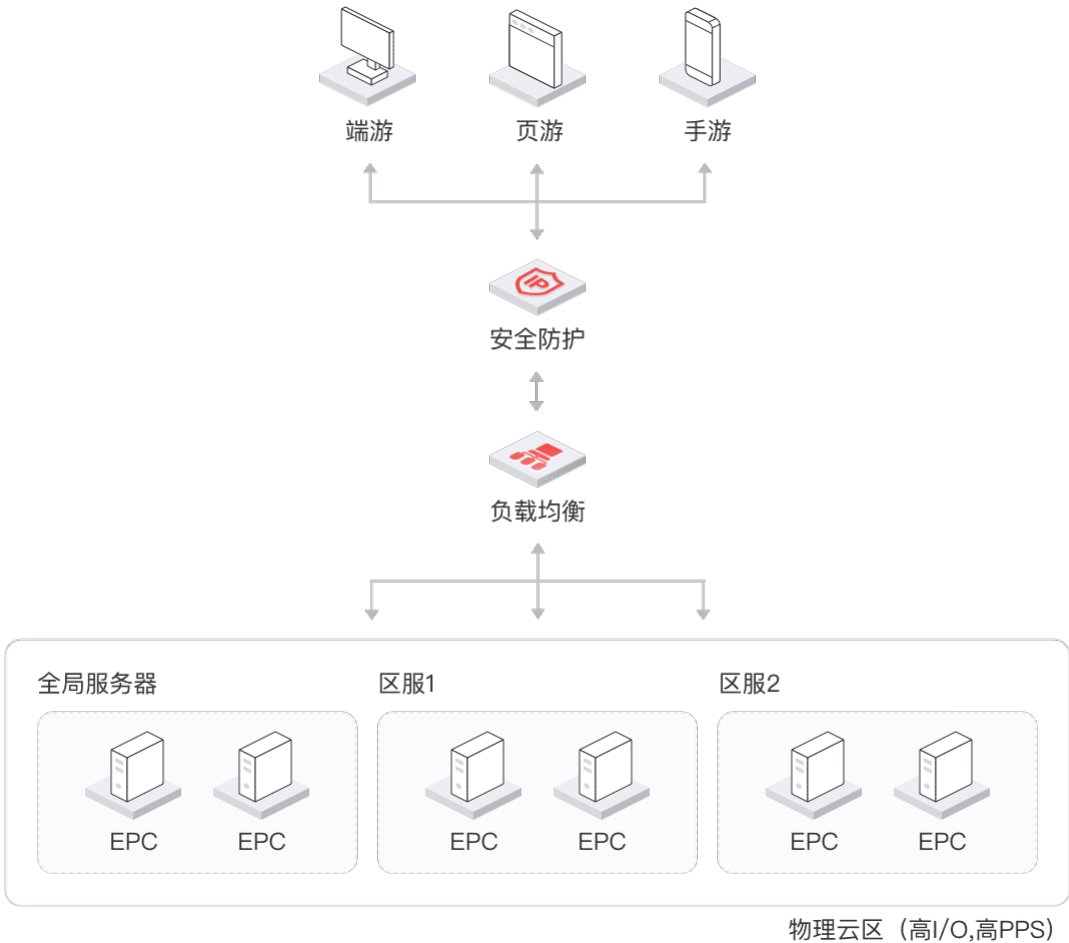 端游 页游 手游
IP
安全防护
负载均衡
全局服务器 区服1 区服2
EPC EPC EPC EPC EPC EPC
物理云区（高I/O,高PPS）